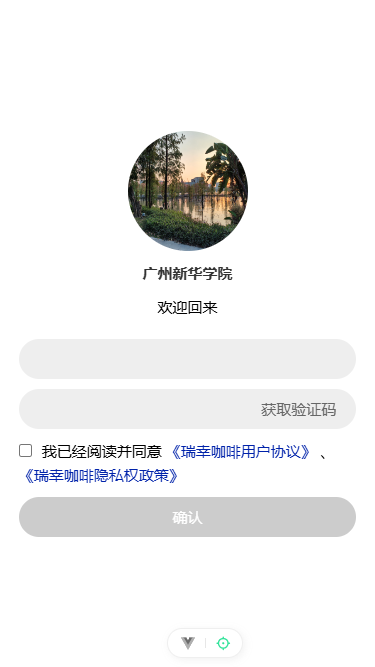 广州新华学院
欢迎回来
获取验证码
我已经阅读并同意 《瑞幸咖啡用户协议》 、
《瑞幸咖啡隐私权政策》
确认